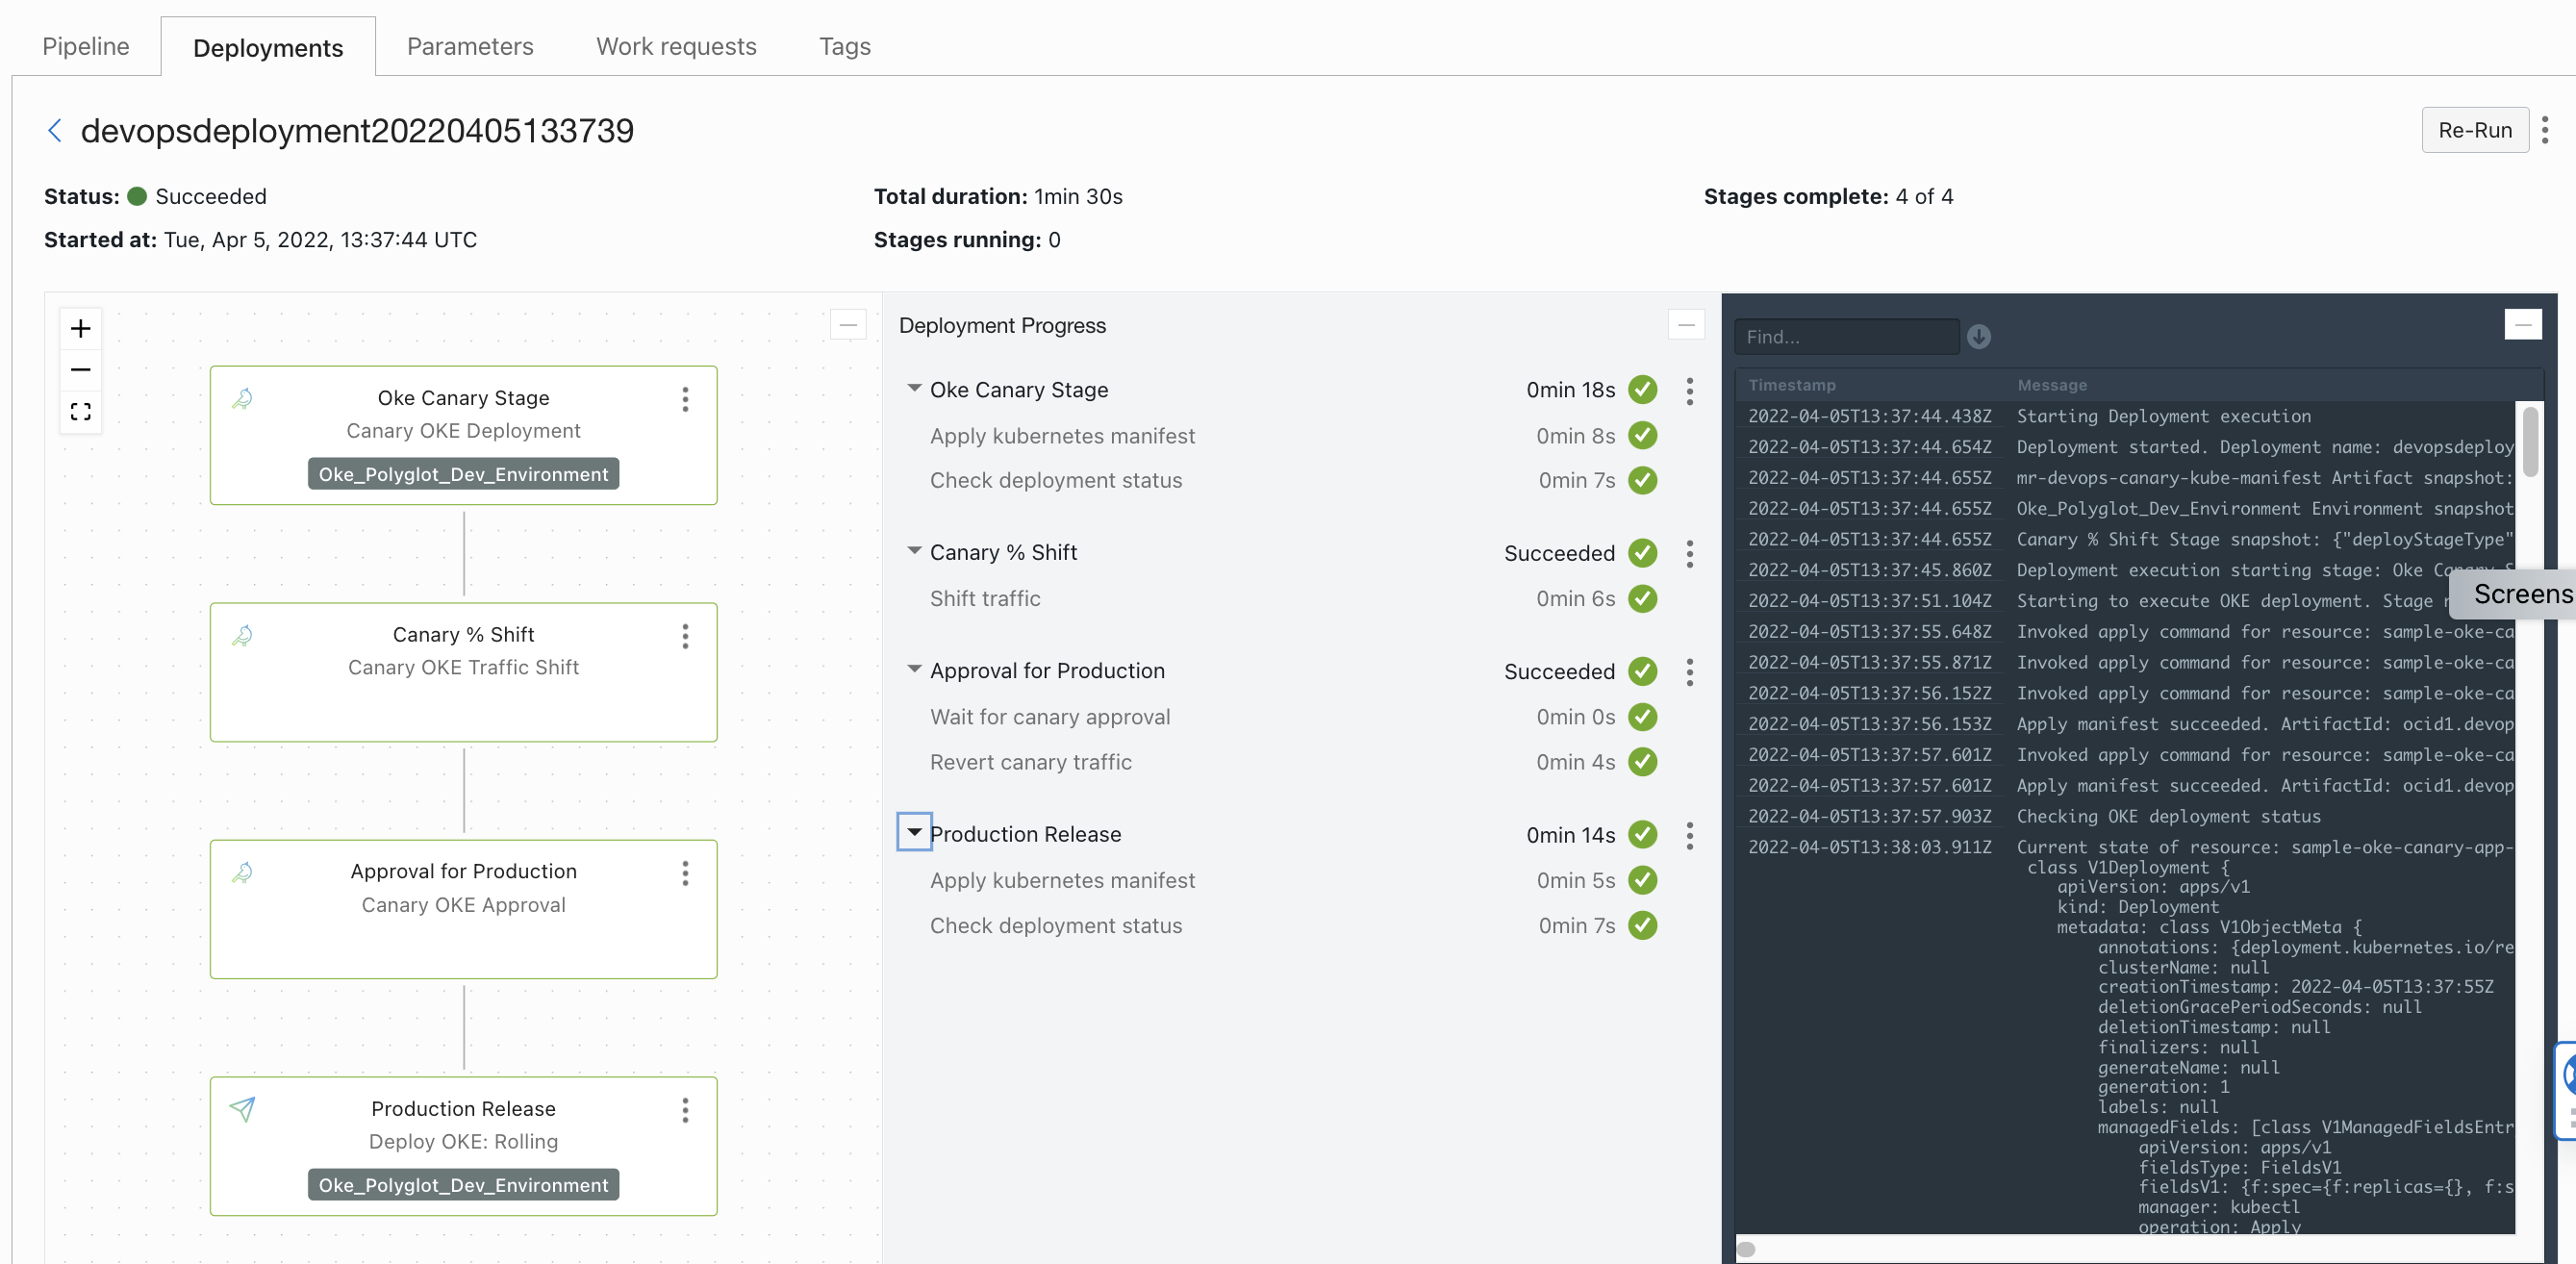 Pipeline Deployments Parameters Work requests Tags
devopsdeployment20220405133739 Re-Run
Status: Succeeded Total duration: 1min 30s Stages complete: 4 of 4
Started at: Tue, Apr 5, 2022, 13:37:44 UTC Stages running: 0
Oke Canary Stage
Canary OKE Deployment
Oke_Polyglot_Dev_Environment
Canary % Shift
Canary OKE Traffic Shift
Approval for Production
Canary OKE Approval
Production Release
Deploy OKE: Rolling
Oke_Polyglot_Dev_Environment
Deployment Progress
Oke Canary Stage 0min 18s
Apply kubernetes manifest 0min 8s
Check deployment status 0min 7s
Canary % Shift Succeeded
Shift traffic 0min 6s
Approval for Production Succeeded
Wait for canary approval 0min 0s
Revert canary traffic 0min 4s
Production Release 0min 14s
Apply kubernetes manifest 0min 5s
Check deployment status 0min 7s
Find...
Timestamp Message
2022-04-05T13:37:44.438Z Starting Deployment execution
2022-04-05T13:37:44.654Z Deployment started. Deployment name: devopsdeploy
2022-04-05T13:37:44.655Z mr-devops-canary-kube-manifest Artifact snapshot:
2022-04-05T13:37:44.655Z Oke_Polyglot_Dev_Environment Environment snapshot
2022-04-05T13:37:44.655Z Canary % Shift Stage snapshot: {"deployStageType"
2022-04-05T13:37:45.860Z Deployment execution starting stage: Oke Canary S
2022-04-05T13:37:51.104Z Starting to execute OKE deployment. Stage
Screens
2022-04-05T13:37:55.648Z Invoked apply command for resource: sample-oke-ca
2022-04-05T13:37:55.871Z Invoked apply command for resource: sample-oke-ca
2022-04-05T13:37:56.152Z Invoked apply command for resource: sample-oke-ca
2022-04-05T13:37:56.153Z Apply manifest succeeded. ArtifactId: ocid1.devop
2022-04-05T13:37:57.601Z Invoked apply command for resource: sample-oke-ca
2022-04-05T13:37:57.601Z Apply manifest succeeded. ArtifactId: ocid1.devop
2022-04-05T13:37:57.903Z Checking OKE deployment status
2022-04-05T13:38:03.911Z Current state of resource: sample-oke-canary-app-
class V1Deployment {
apiVersion: apps/v1
kind: Deployment
metadata: class V1ObjectMeta {
annotations: {deployment.kubernetes.io/re
clusterName: null
creationTimestamp: 2022-04-05T13:37:55Z
deletionGracePeriodSeconds: null
deletionTimestamp: null
finalizers: null
generateName: null
generation: 1
labels: null
managedFields: [class V1ManagedFieldsEntr
apiVersion: apps/v1
fieldsType: FieldsV1
fieldsV1: {f:spec={f:replicas={}, f:s
manager: kubectl
operation: Apply